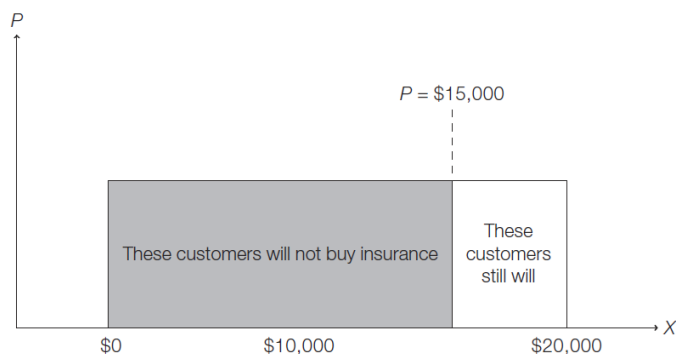 P
P = $15,000
These customers will not buy insurance
These
customers
still will
X
$0
$10,000
$20,000